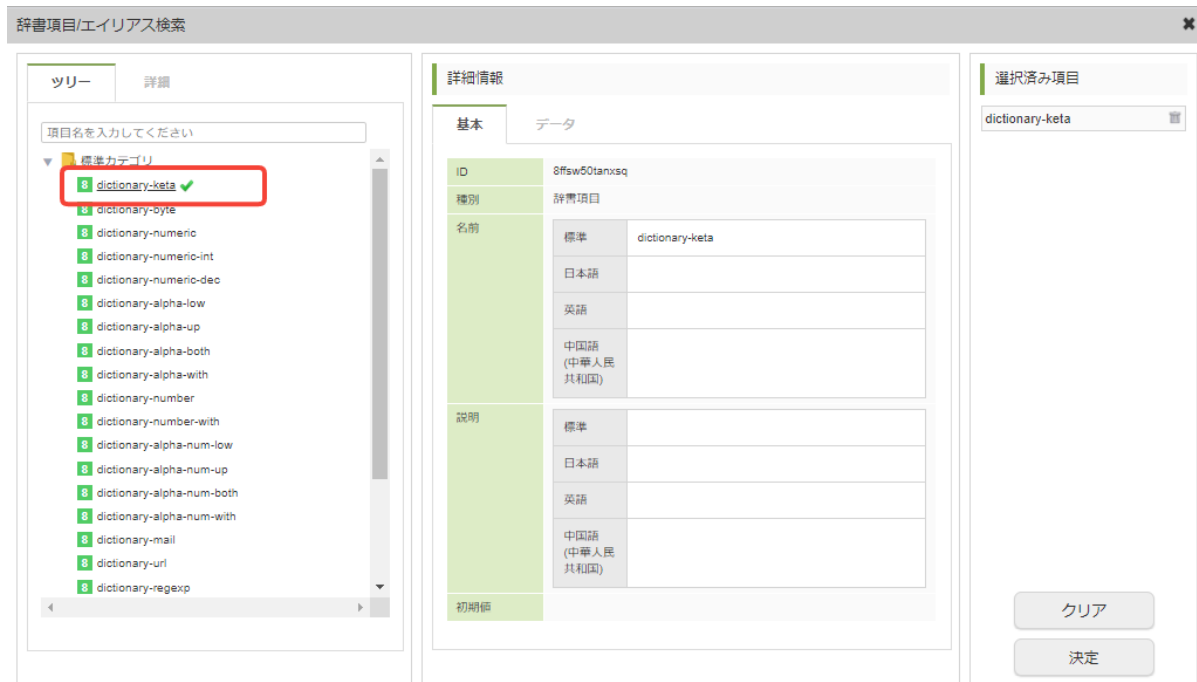 辞書項目/エイリアス検索
ツリー
詳細
項目名を入力してください
標準カテゴリ
dictionary-keta
dictionary-byte
dictionary-numeric
dictionary-numeric-int
dictionary-numeric-dec
dictionary-alpha-low
dictionary-alpha-up
dictionary-alpha-both
dictionary-alpha-with
dictionary-number
dictionary-number-with
dictionary-alpha-num-low
dictionary-alpha-num-up
dictionary-alpha-num-both
dictionary-alpha-num-with
dictionary-mail
dictionary-url
dictionary-regexp
詳細情報
基本
データ
ID 8ffsw50tanxsq
種別 辞書項目
名前
標準 dictionary-keta
日本語
英語
中国語
(中華人民
共和国)
説明
標準
日本語
英語
中国語
(中華人民
共和国)
初期値
選択済み項目
dictionary-keta
クリア
決定